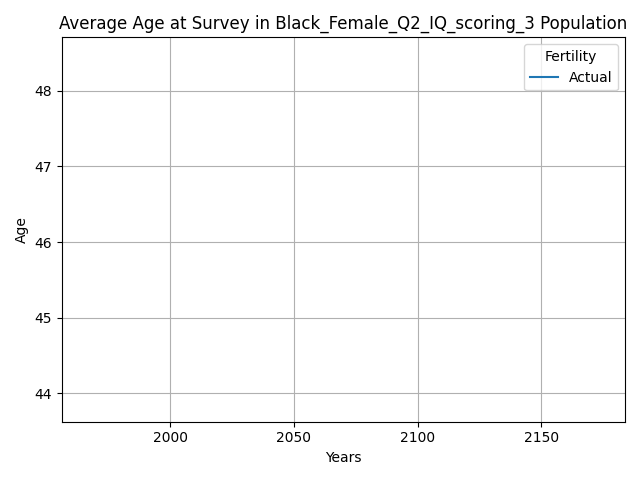 Average Age at Survey in Black_Female_Q2_IQ_scoring_3 Population
Fertility
Actual
48
47
46
45
44
Age
2000 2050 2100 2150
Years